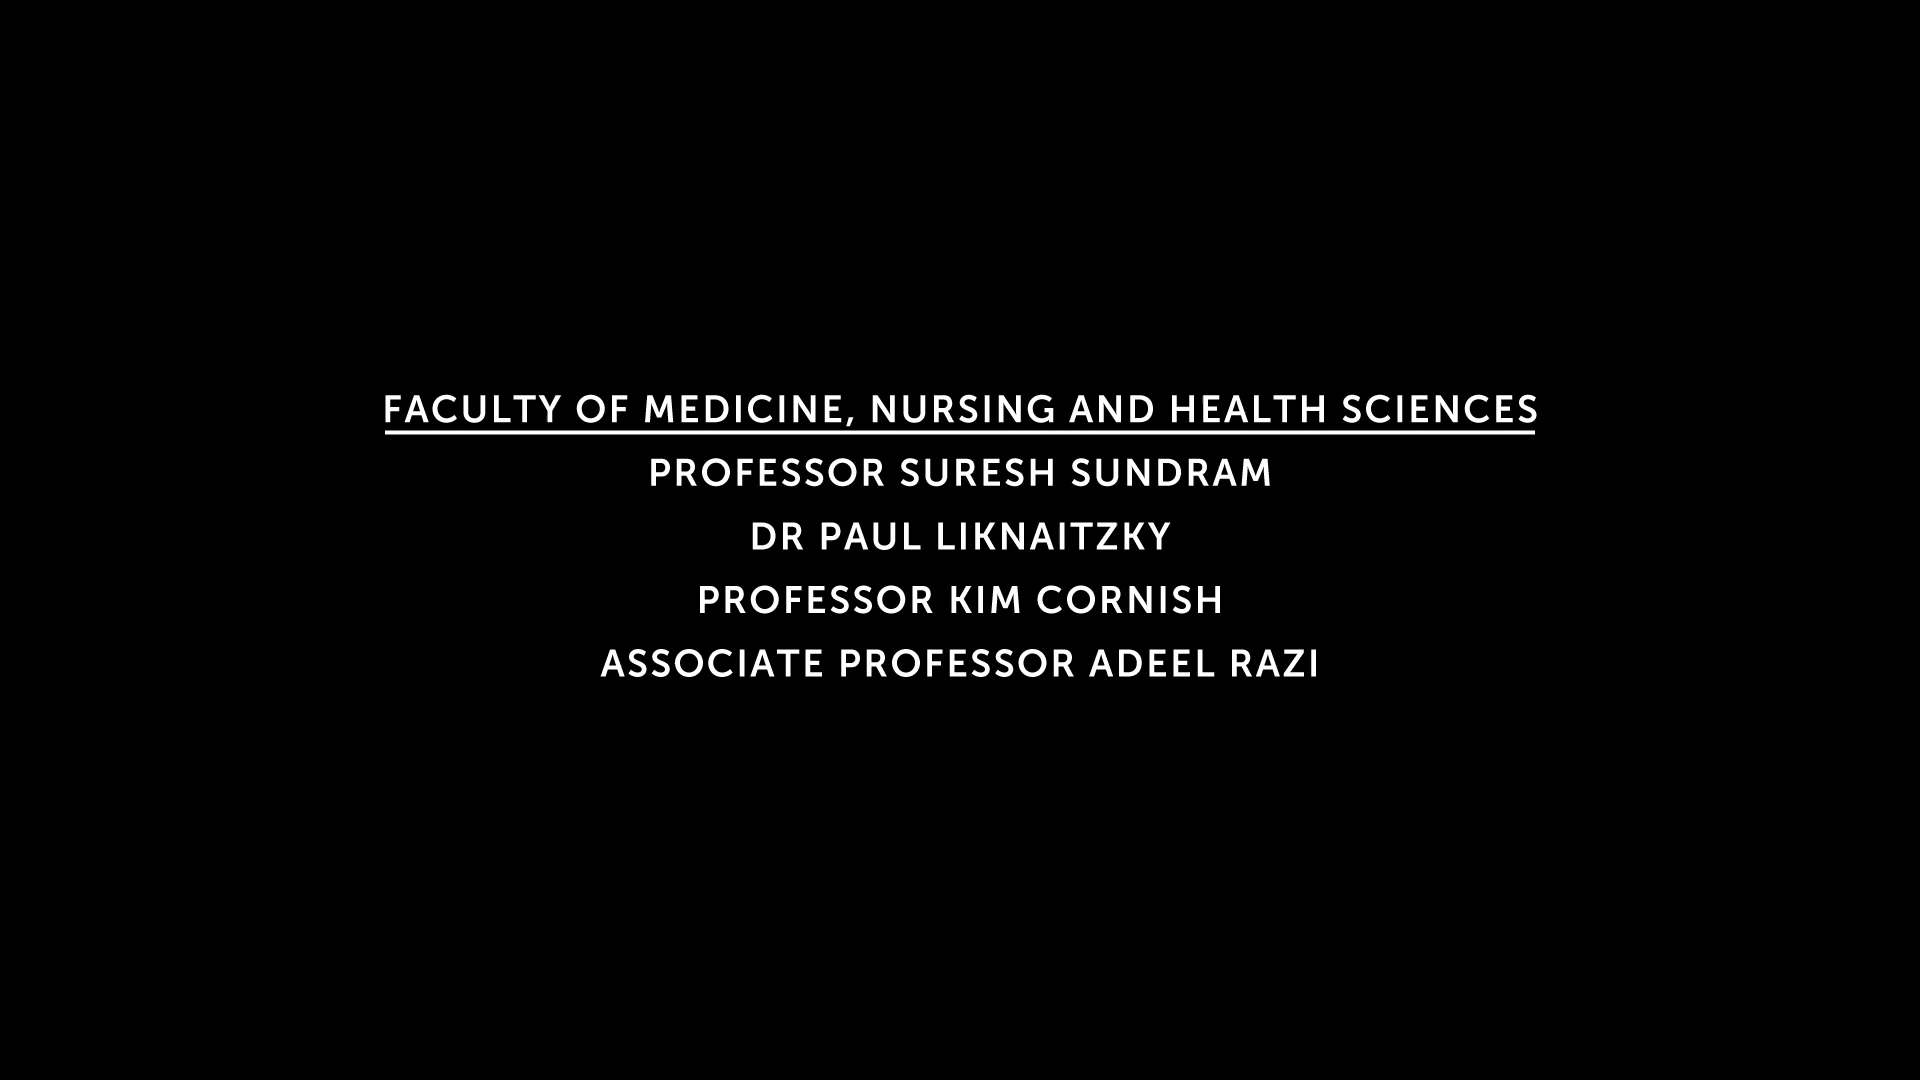 FACULTY OF MEDICINE, NURSING AND HEALTH SCIENCES
PROFESSOR SURESH SUNDRAM
DR PAUL LIKNAITZKY
PROFESSOR KIM CORNISH
ASSOCIATE PROFESSOR ADEEL RAZI